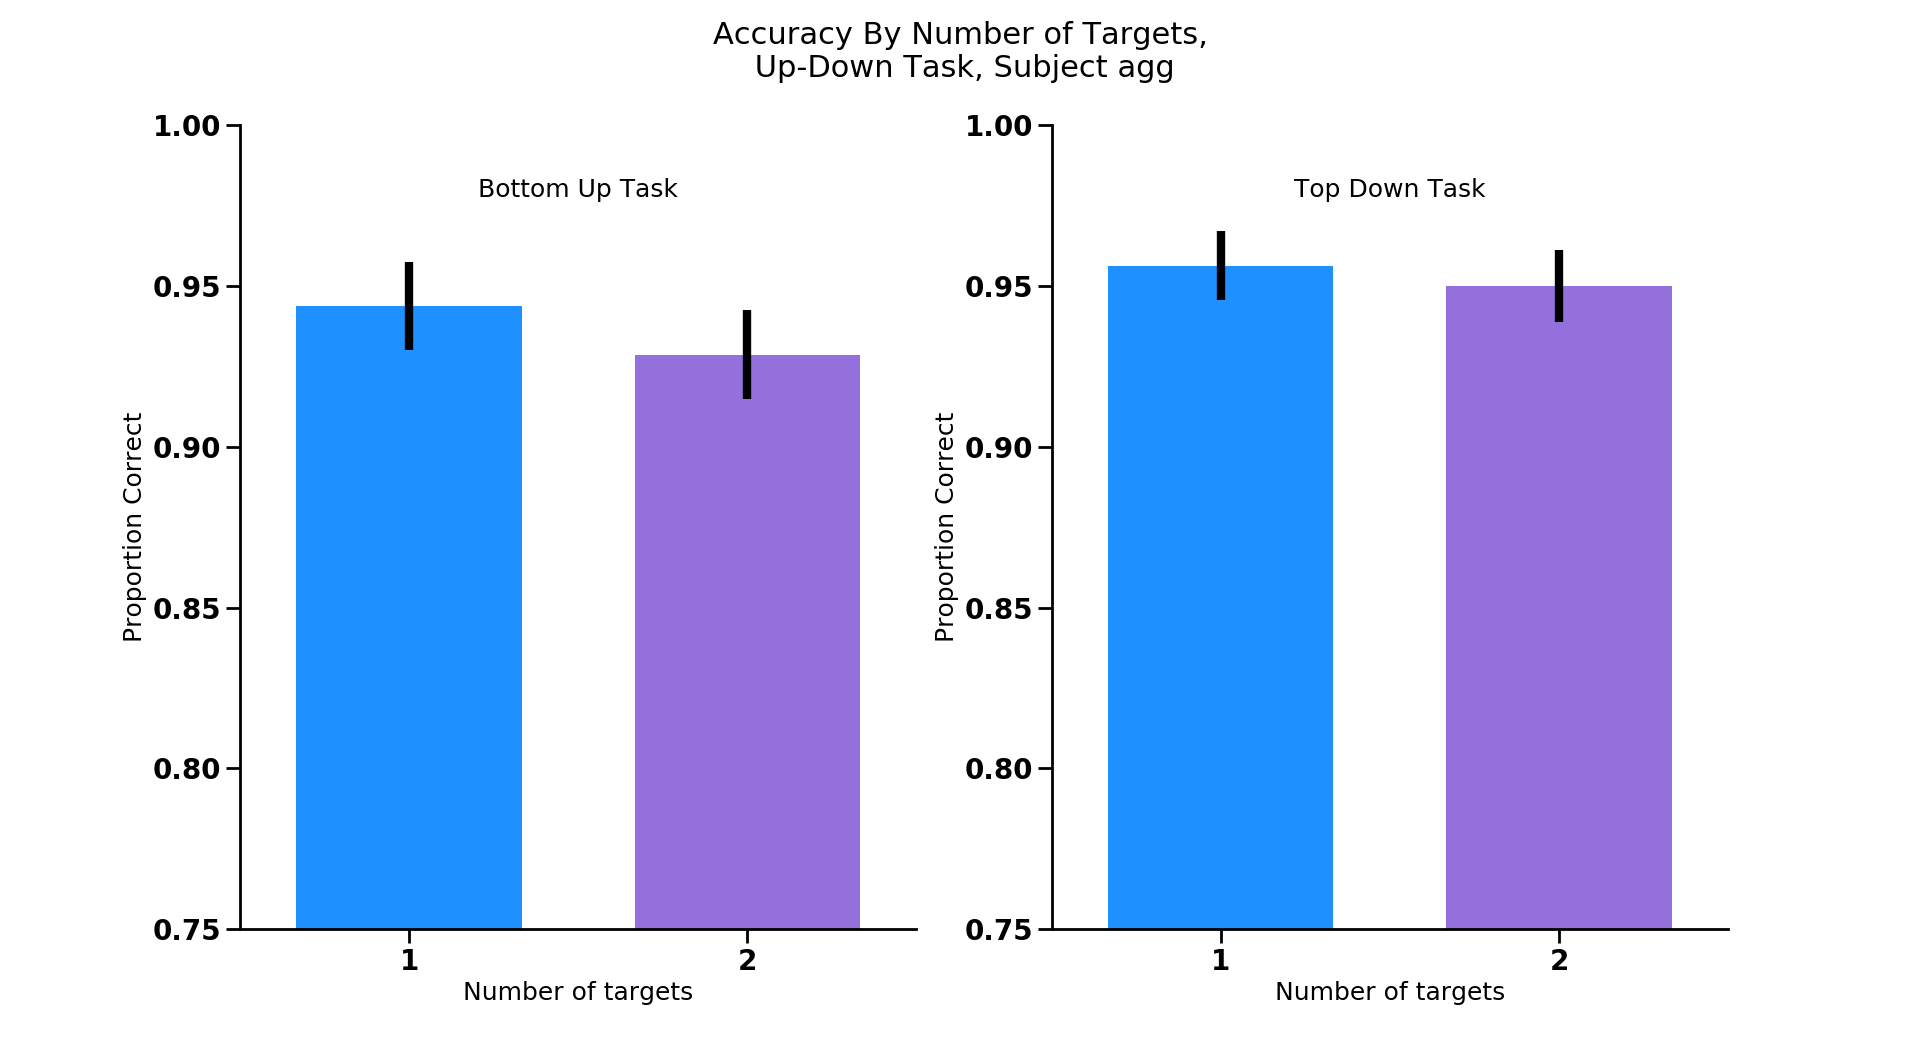 Accuracy By Number of Targets,
Up-Down Task, Subject agg
Bottom Up Task
Proportion Correct
1.00
0.95
0.90
0.85
0.80
0.75
1 2
Number of targets
Top Down Task
Proportion Correct
1.00
0.95
0.90
0.85
0.80
0.75
1 2
Number of targets